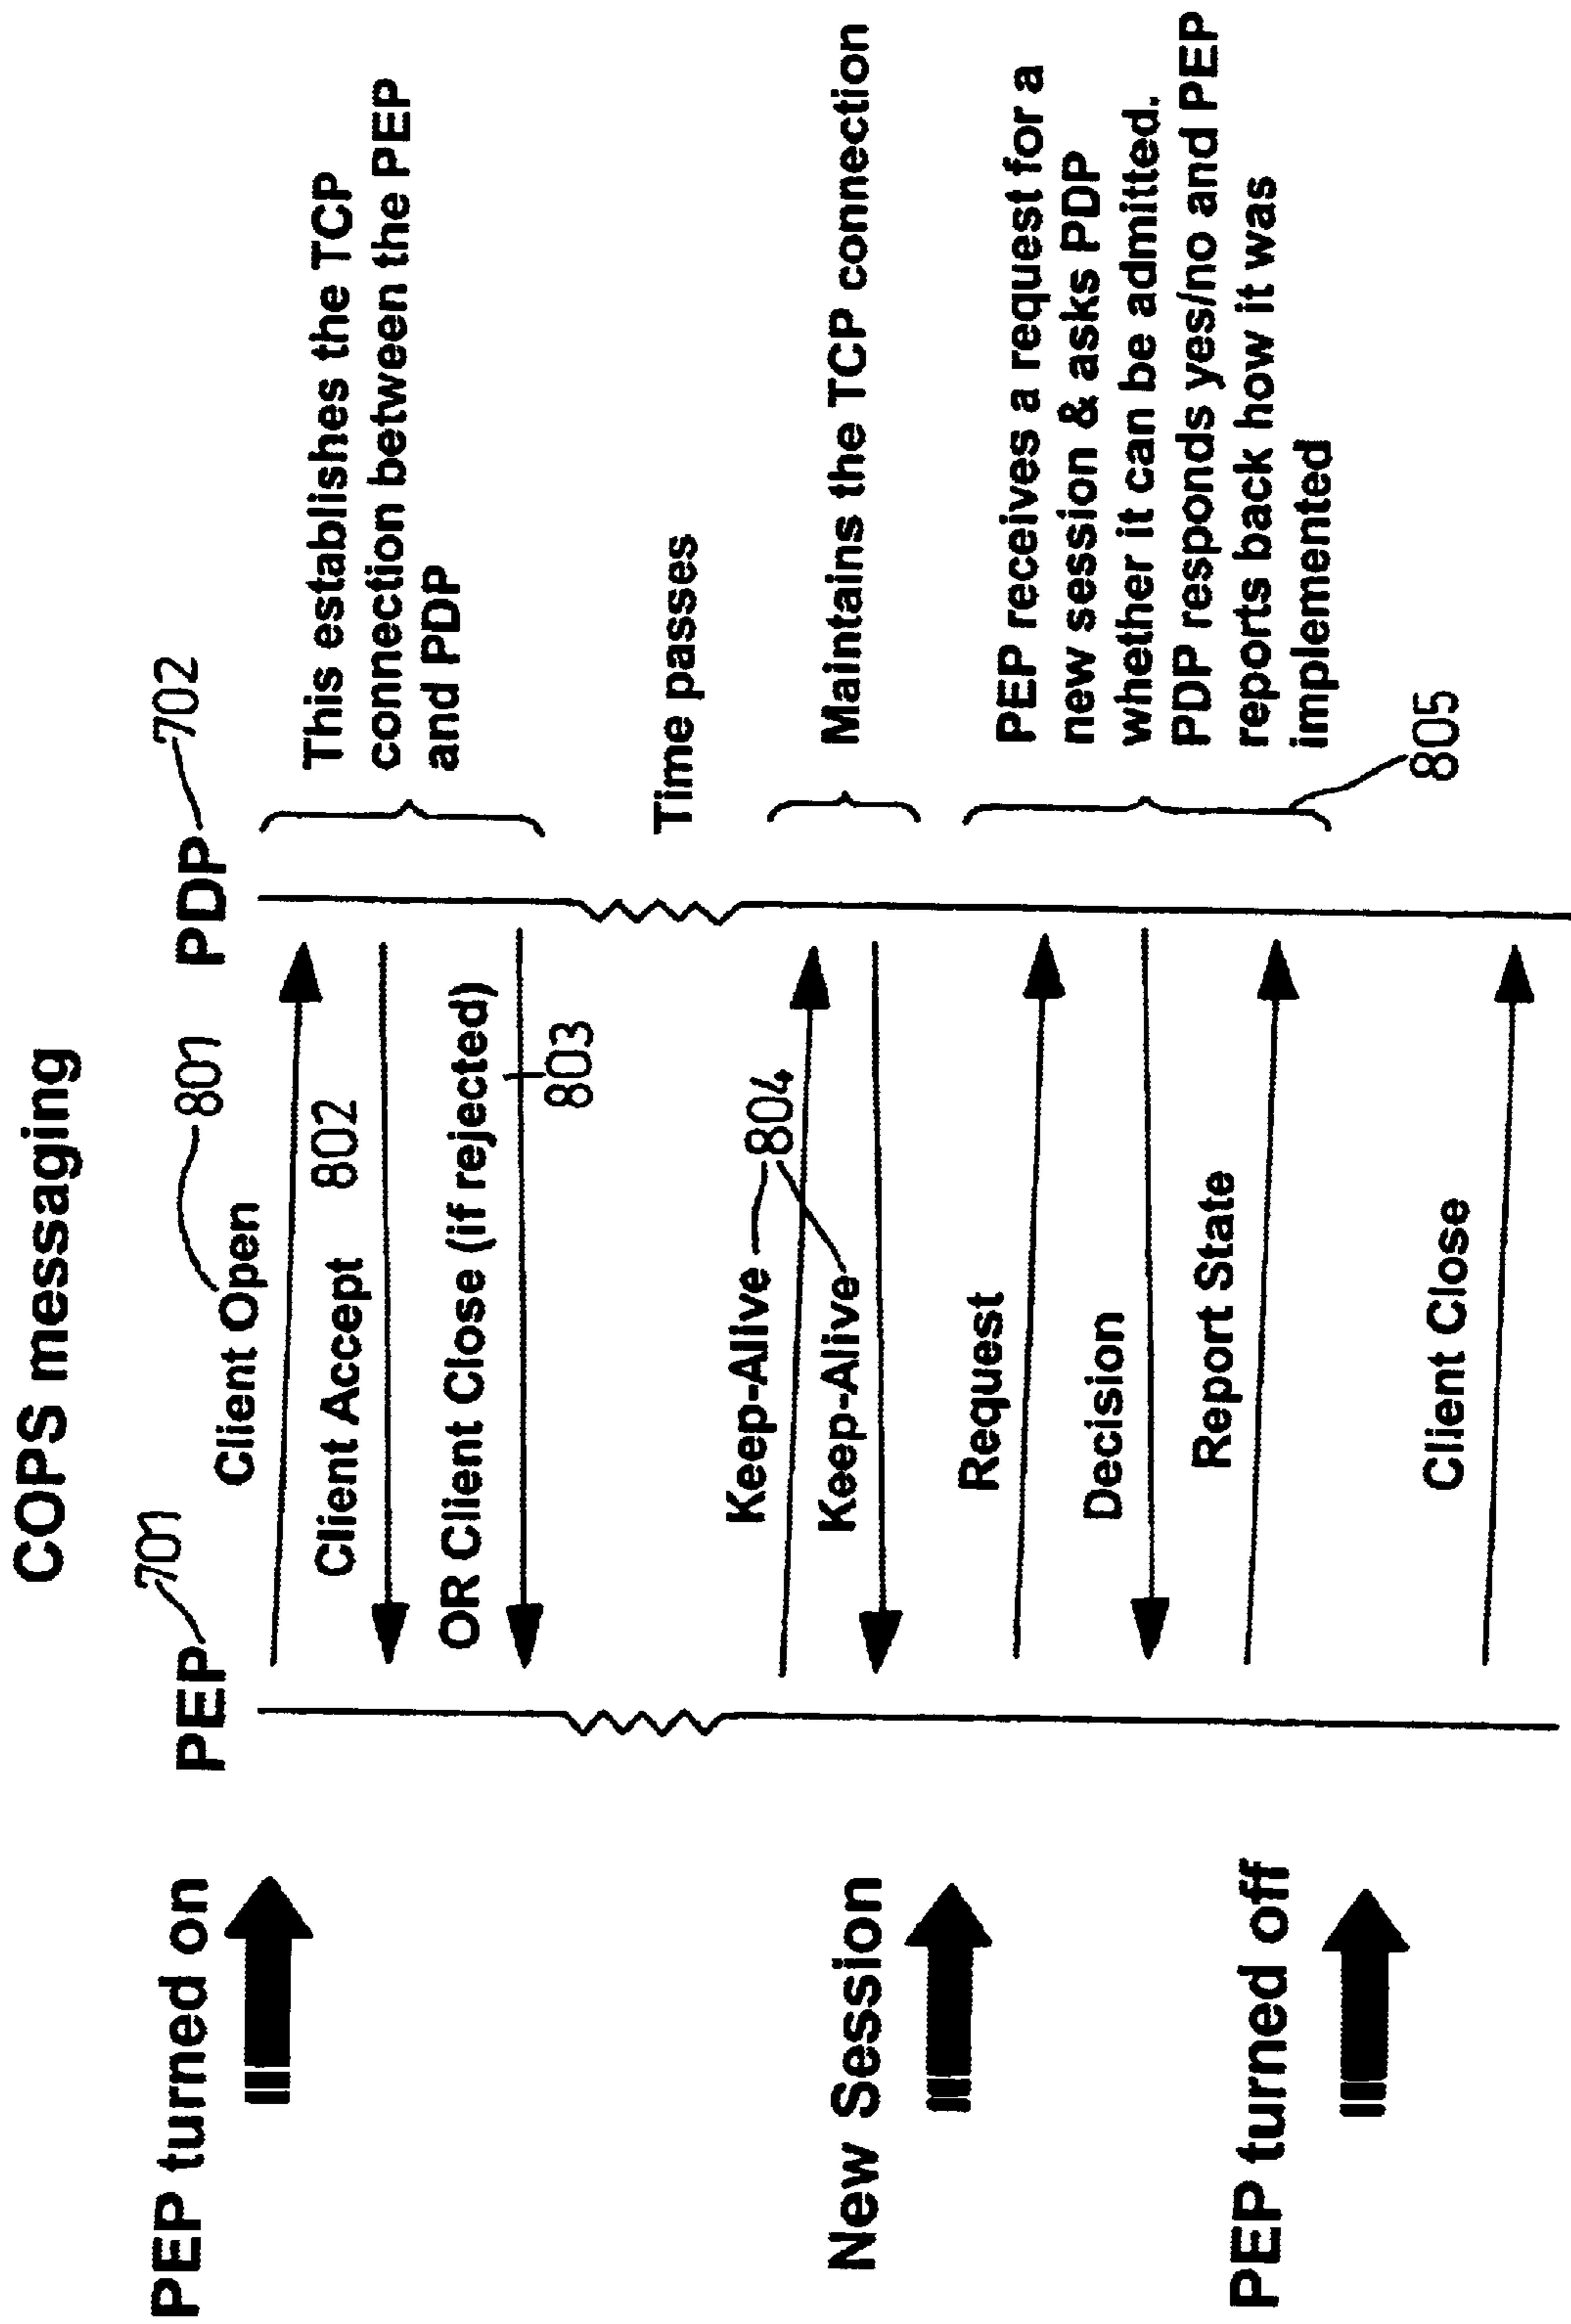 COPS messaging
PEP turned on
PEP
701
Client Open
801
PDP
702
Client Accept
802
OR Client Close (if rejected)
803
This establishes the TCP
connection between the PEP
and PDP
Time passes
Keep-Alive
804
Keep-Alive
Maintains the TCP connection
New Session
Request
Decision
Report State
PEP receives a request for a
new session & asks PDP
whether it can be admitted.
PDP responds yes/no and PEP
reports back how it was
implemented
805
PEP turned off
Client Close